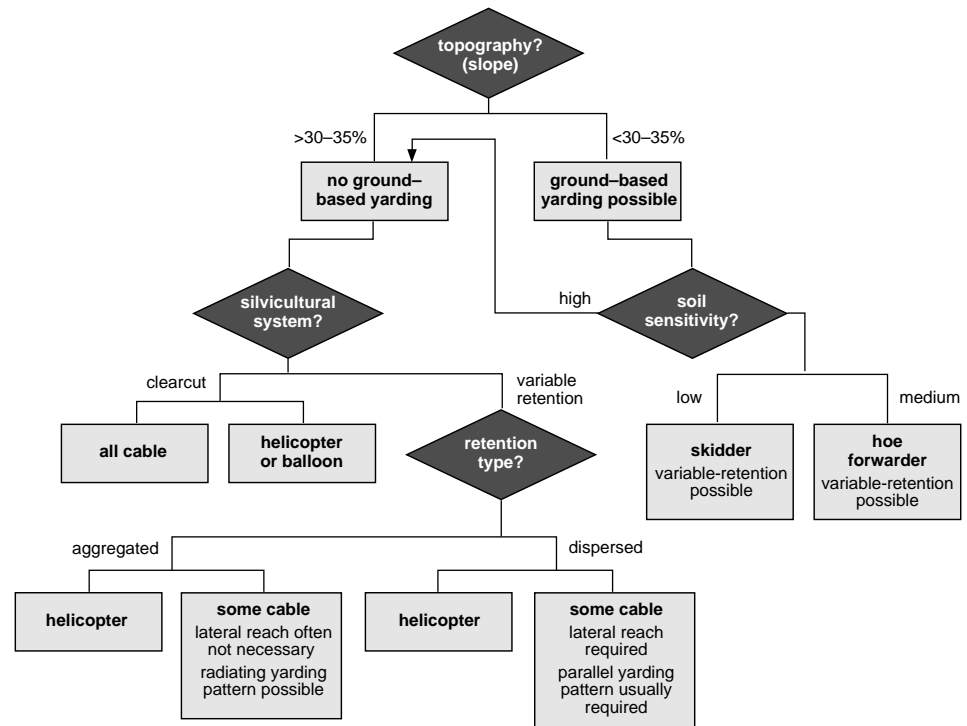 topography?
(slope)
>30–35%
<30–35%
no ground–
based yarding
ground–based
yarding possible
silvicultural
system?
high
soil
sensitivity?
clearcut
variable
retention
low
medium
all cable
helicopter
or balloon
retention
type?
skidder
variable-retention
possible
hoe
forwarder
variable-retention
possible
aggregated
dispersed
helicopter
some cable
lateral reach often
not necessary
radiating yarding
pattern possible
helicopter
some cable
lateral reach
required
parallel yarding
pattern usually
required